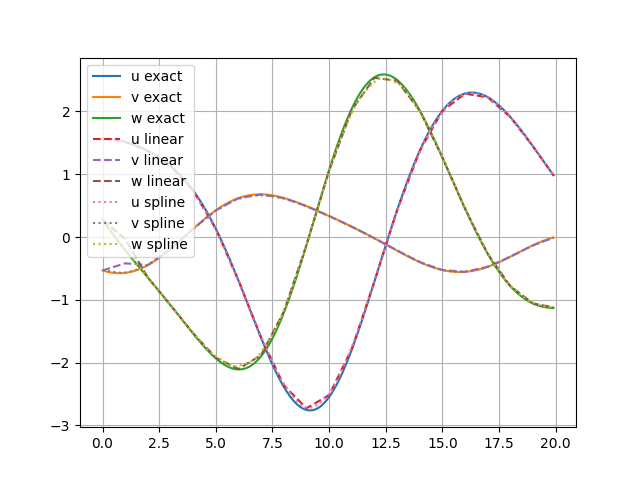 u exact
v exact
w exact
u linear
v linear
w linear
u spline
v spline
w spline
2
1
0
−1
−2
−3
0.0 2.5 5.0 7.5 10.0 12.5 15.0 17.5 20.0